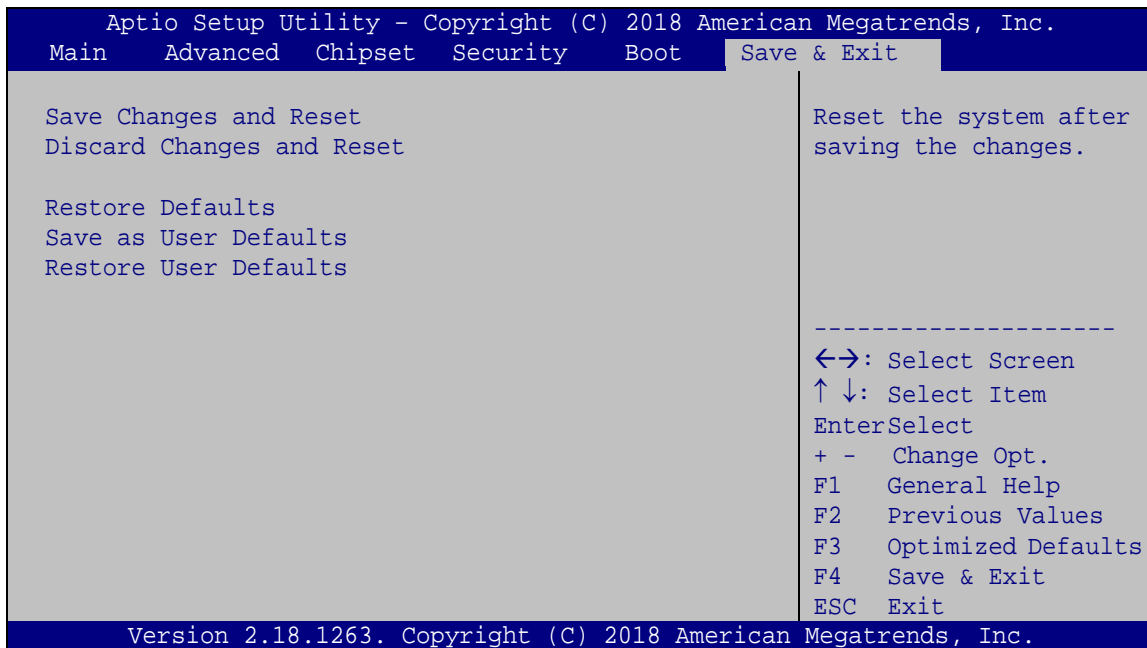 Aptio Setup Utility – Copyright (C) 2018 American Megatrends, Inc.
Main Advanced Chipset Security Boot Save & Exit
Save Changes and Reset
Discard Changes and Reset
Restore Defaults
Save as User Defaults
Restore User Defaults
Reset the system after
saving the changes.
---------------------
←→: Select Screen
↑ ↓: Select Item
EnterSelect
+ - Change Opt.
F1 General Help
F2 Previous Values
F3 Optimized Defaults
F4 Save & Exit
ESC Exit
Version 2.18.1263. Copyright (C) 2018 American Megatrends, Inc.